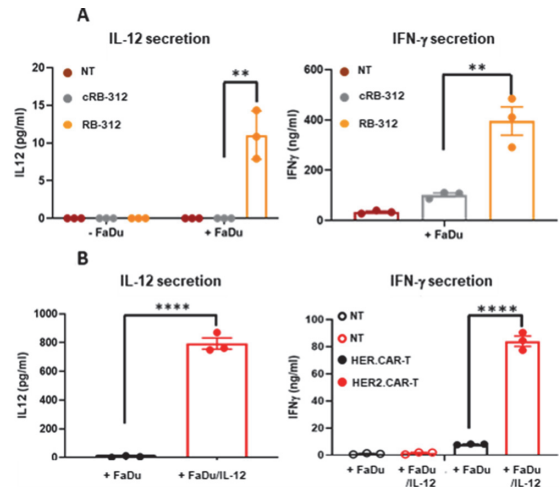 A
IL-12 secretion
IFN-γ secretion
NT
cRB-312
RB-312
**
IL12 (pg/ml)
20
15
10
5
0
- FaDu
+ FaDu
NT
cRB-312
RB-312
**
IFNγ (ng/ml)
600
400
200
0
+ FaDu
B
IL-12 secretion
IFN-γ secretion
****
IL12 (pg/ml)
1000
800
600
400
200
0
+ FaDu
+ FaDu/IL-12
NT
NT
HER.CAR-T
HER2.CAR-T
****
IFNγ (ng/ml)
100
80
60
40
20
0
+ FaDu
+ FaDu
/IL-12
+ FaDu
+ FaDu
/IL-12